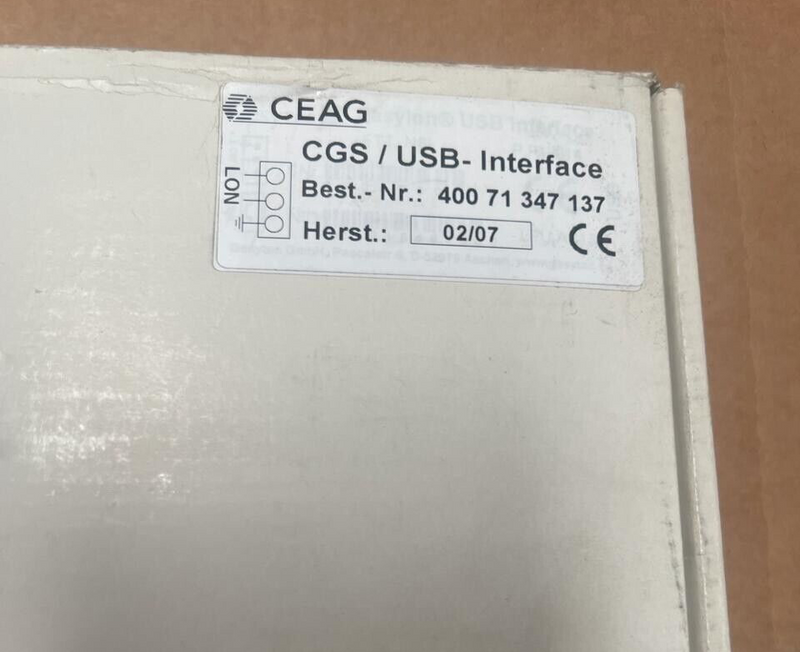 CEAG
CGS / USB- Interface
LON
Best.- Nr.: 400 71 347 137
Herst.: 02/07 CE